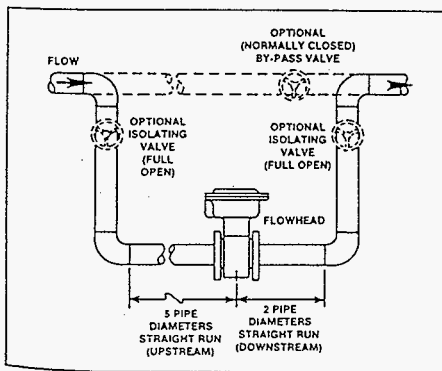 OPTIONAL
(NORMALLY CLOSED)
BY-PASS VALVE
FLOW
OPTIONAL
ISOLATING
VALVE
(FULL
OPEN)
OPTIONAL
ISOLATING
VALVE
(FULL OPEN)
FLOWHEAD
5 PIPE
DIAMETERS
STRAIGHT RUN
(UPSTREAM)
2 PIPE
DIAMETERS
STRAIGHT RUN
(DOWNSTREAM)